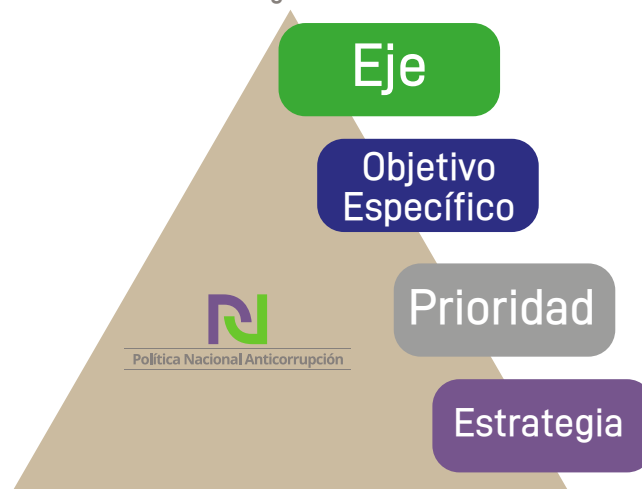 Eje
Objetivo
Específico
Prioridad
Política Nacional Anticorrupción
Estrategia